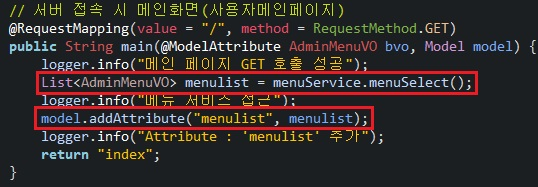 // 서버 접속 시 메인화면(사용자메인페이지)
@RequestMapping(value = "/", method = RequestMethod.GET)
public String main(@ModelAttribute AdminMenuVO bvo, Model model) {
logger.info("메인 페이지 GET 호출 성공");
List<AdminMenuVO> menulist = menuService.menuSelect();
logger.info("메뉴 서비스 접근");
model.addAttribute("menulist", menulist);
logger.info("Attribute : 'menulist' 추가");
return "index";
}